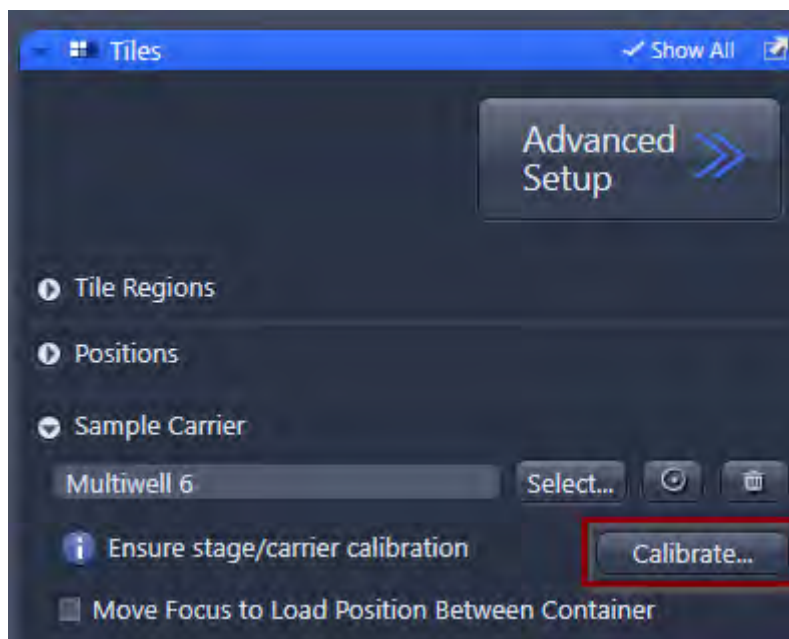 Tiles
Show All
Advanced
Setup
Tile Regions
Positions
Sample Carrier
Multiwell 6
Select...
Ensure stage/carrier calibration
Calibrate...
Move Focus to Load Position Between Container